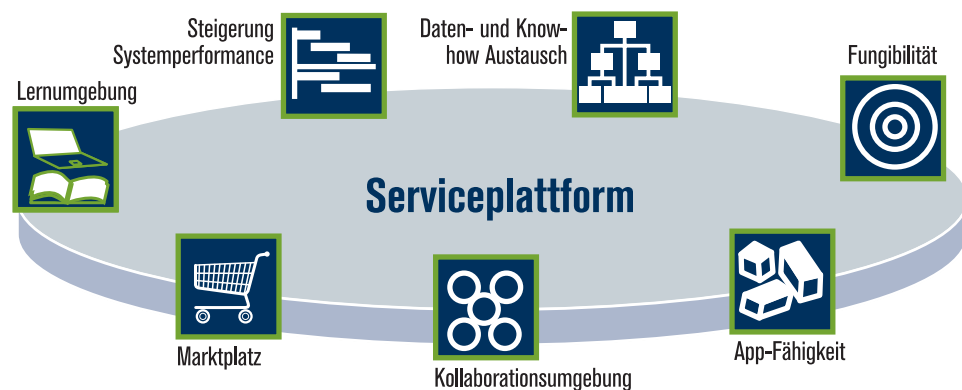 Steigerung
Systemperformance
Daten- und Know-
how Austausch
Fungibilität
Lernumgebung
Serviceplattform
Marktplatz
Kollaborationsumgebung
App-Fähigkeit